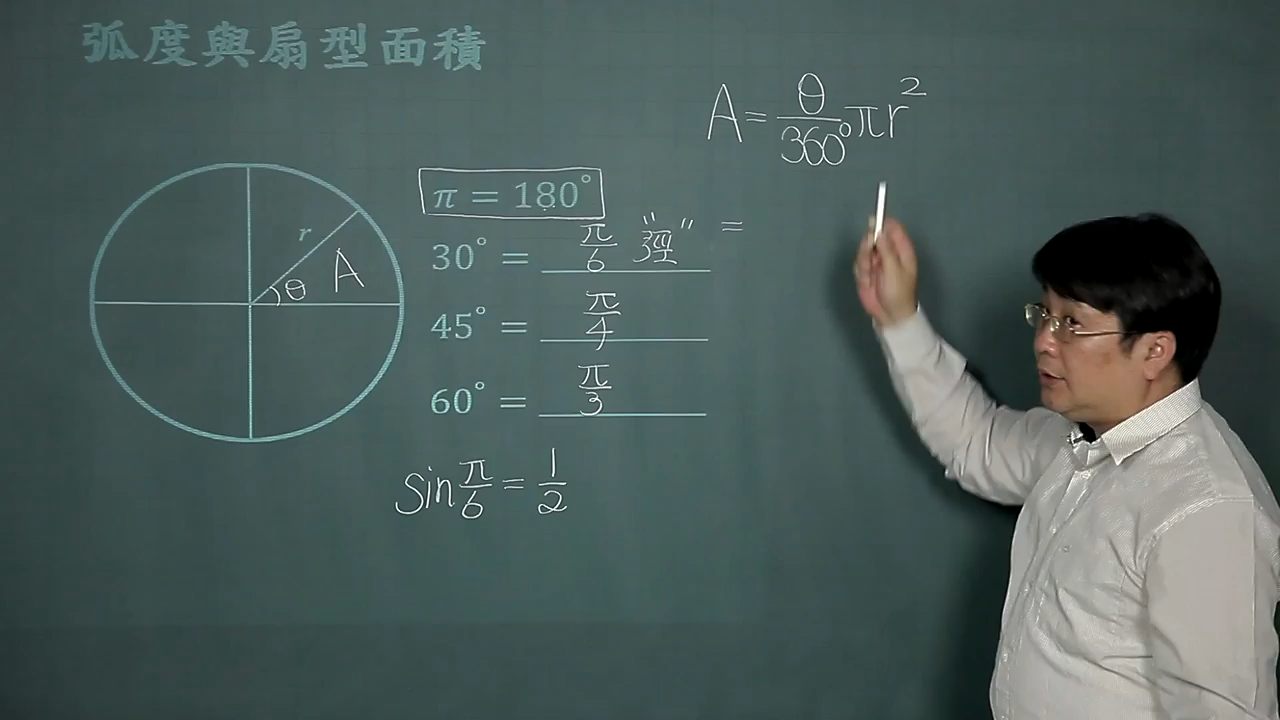 弧度與扇型面積
A = θ/360° πr²
π = 180°
30° = π/6 "弳" =
r
A
θ
45° = π/4
60° = π/3
sin π/6 = 1/2